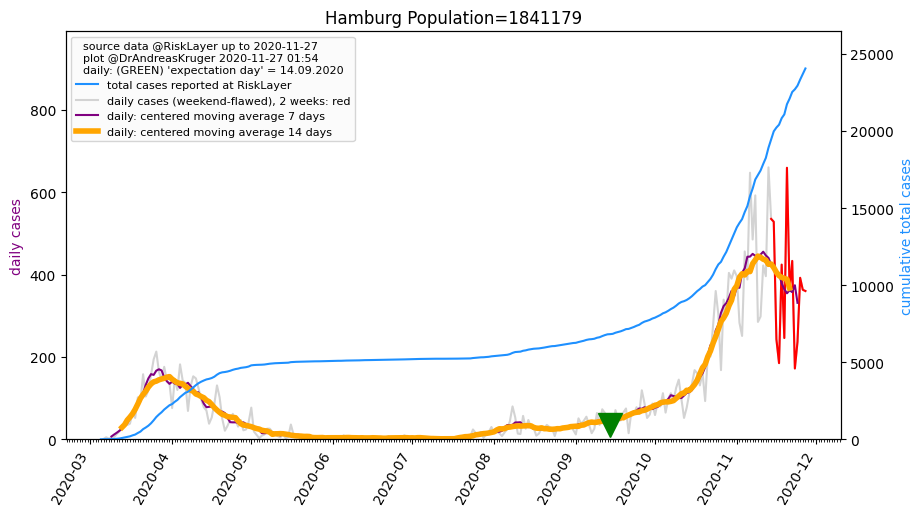 Hamburg Population=1841179
source data @RiskLayer up to 2020-11-27
plot @DrAndreasKruger 2020-11-27 01:54
daily: (GREEN) 'expectation day' = 14.09.2020
total cases reported at RiskLayer
daily cases (weekend-flawed), 2 weeks: red
daily: centered moving average 7 days
daily: centered moving average 14 days
daily cases
800
600
400
200
0
cumulative total cases
25000
20000
15000
10000
5000
0
2020-03
2020-04
2020-05
2020-06
2020-07
2020-08
2020-09
2020-10
2020-11
2020-12